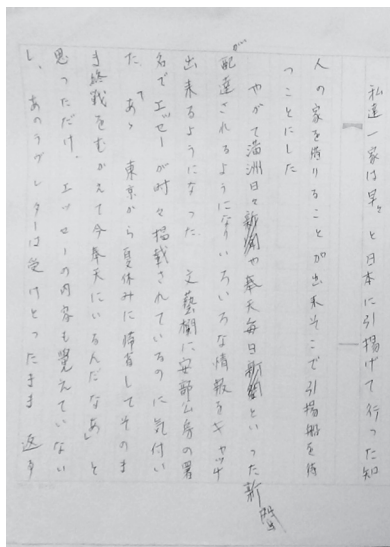 私達一家は早々と日本に引揚げて行った知
人の家を借りることが出来そこで引揚船を待
つことにした
やがて満洲日々新聞や奉天毎日新聞といった新聞
が配達されるようになりいろいろな情報をキャッチ
出来るようになった 文藝欄に安部公房の署
名でエッセーが時々掲載されているのに気付い
た あゝ東京から夏休みに帰省してそのま
ま終戦をむかえて今奉天にいるんだなあ」と
思っただけ、エッセーの内容も覚えていない
し、あのラブレターは受けとったまま 返す